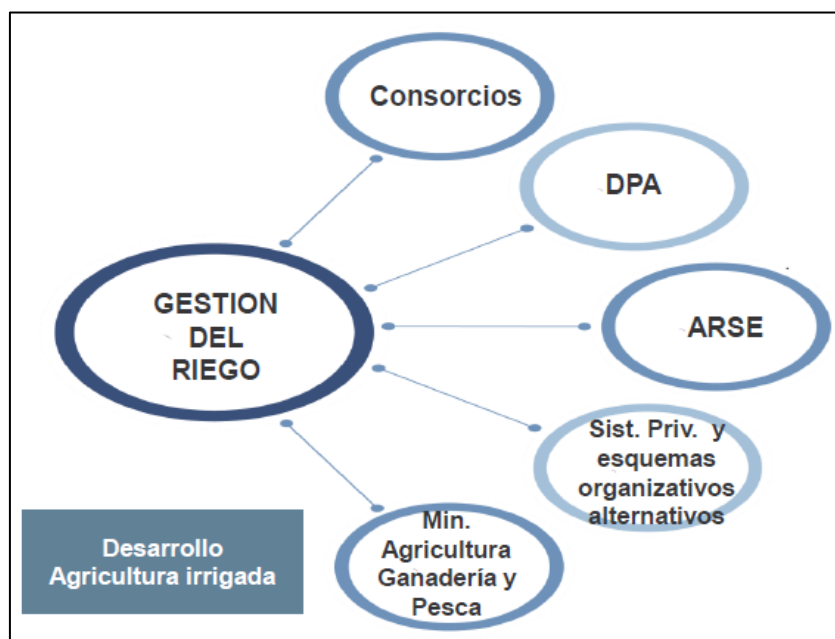 Consorcios
DPA
GESTION
DEL
RIEGO
ARSE
Sist. Priv. y
esquemas
organizativos
alternativos
Min.
Agricultura
Ganadería y
Pesca
Desarrollo
Agricultura irrigada